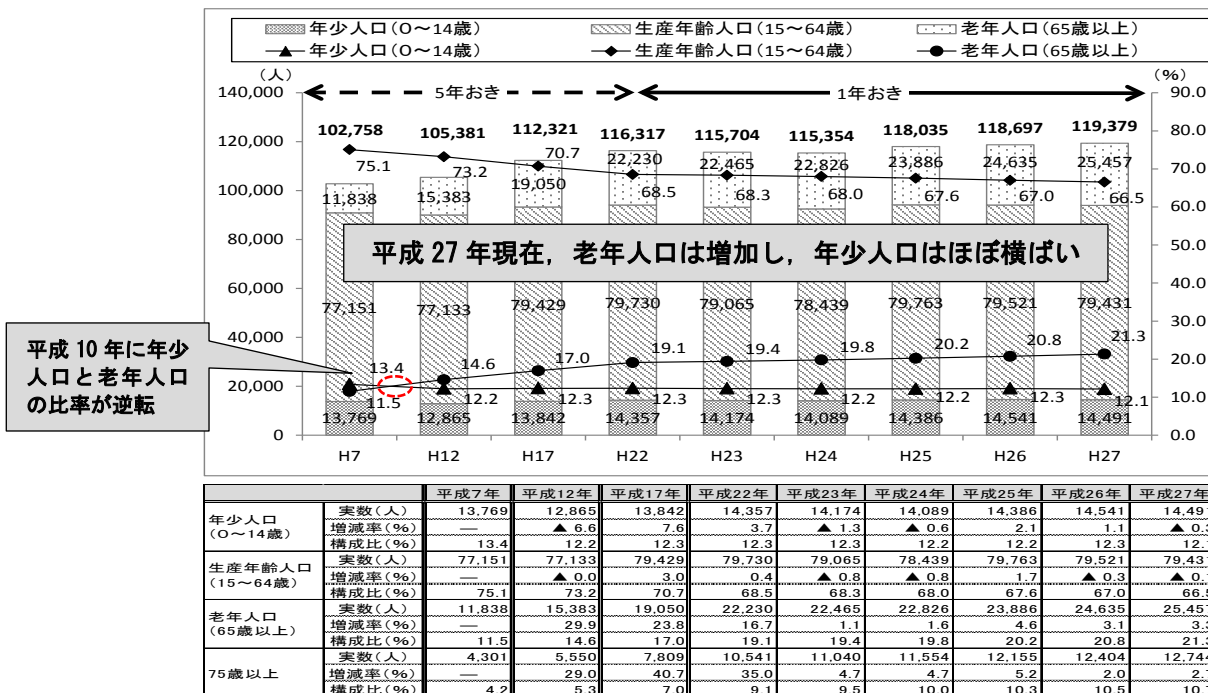 年少人口(0～14歳) 生産年齢人口(15～64歳) 老年人口(65歳以上)
年少人口(0～14歳) 生産年齢人口(15～64歳) 老年人口(65歳以上)
(人) (%)
5年おき 1年おき
140,000 90.0
120,000 80.0
100,000 70.0
80,000 60.0
60,000 50.0
40,000 40.0
20,000 30.0
0 20.0
10.0
0.0
102,758 105,381 112,321 116,317 115,704 115,354 118,035 118,697 119,379
75.1 73.2 70.7 68.5 68.3 68.0 67.6 67.0 66.5
11,838 15,383 19,050 22,230 22,465 22,826 23,886 24,635 25,457
平成 27 年現在，老年人口は増加し，年少人口はほぼ横ばい
77,151 77,133 79,429 79,730 79,065 78,439 79,763 79,521 79,431
平成 10 年に年少
人口と老年人口
の比率が逆転
13.4 14.6 17.0 19.1 19.4 19.8 20.2 20.8 21.3
11.5 12.2 12.3 12.3 12.3 12.2 12.2 12.3 12.1
13,769 12,865 13,842 14,357 14,174 14,089 14,386 14,541 14,491
H7 H12 H17 H22 H23 H24 H25 H26 H27
平成7年 平成12年 平成17年 平成22年 平成23年 平成24年 平成25年 平成26年 平成27年
年少人口
(0～14歳)
実数(人) 13,769 12,865 13,842 14,357 14,174 14,089 14,386 14,541 14,49
増減率(%) — ▲ 6.6 7.6 3.7 ▲ 1.3 ▲ 0.6 2.1 1.1 ▲ 0.3
構成比(%) 13.4 12.2 12.3 12.3 12.3 12.2 12.2 12.3 12.
生産年齢人口
(15～64歳)
実数(人) 77,151 77,133 79,429 79,730 79,065 78,439 79,763 79,521 79,43
増減率(%) — ▲ 0.0 3.0 0.4 ▲ 0.8 ▲ 0.8 1.7 ▲ 0.3 ▲ 0.
構成比(%) 75.1 73.2 70.7 68.5 68.3 68.0 67.6 67.0 66.5
老年人口
(65歳以上)
実数(人) 11,838 15,383 19,050 22,230 22,465 22,826 23,886 24,635 25,457
増減率(%) — 29.9 23.8 16.7 1.1 1.6 4.6 3.1 3.3
構成比(%) 11.5 14.6 17.0 19.1 19.4 19.8 20.2 20.8 21.3
75歳以上
実数(人) 4,301 5,550 7,809 10,541 11,040 11,554 12,155 12,404 12,744
増減率(%) — 29.0 40.7 35.0 4.7 4.7 5.2 2.0 2.
構成比(%) 4.2 5.3 7.0 9.1 9.5 10.0 10.3 10.5 10.